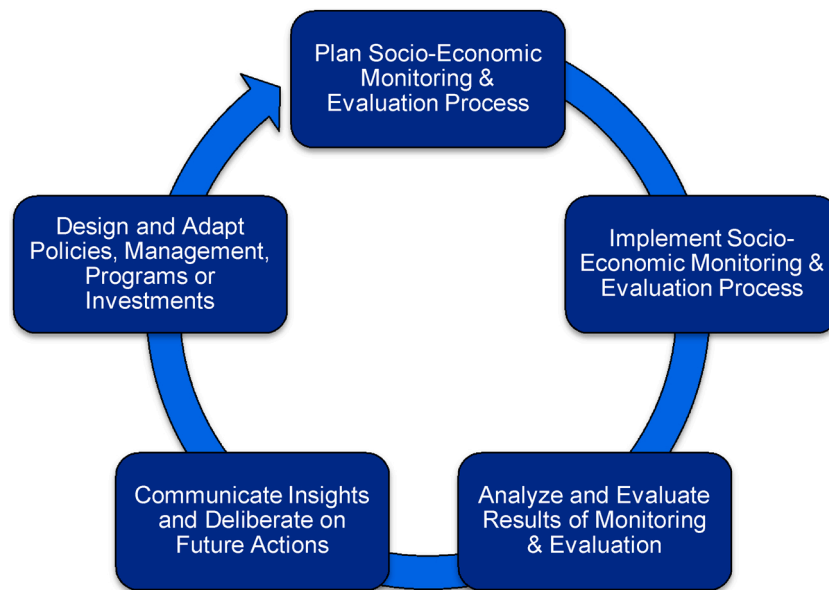 Plan Socio-Economic
Monitoring &
Evaluation Process
Implement Socio-
Economic Monitoring &
Evaluation Process
Analyze and Evaluate
Results of Monitoring
& Evaluation
Communicate Insights
and Deliberate on
Future Actions
Design and Adapt
Policies, Management,
Programs or
Investments